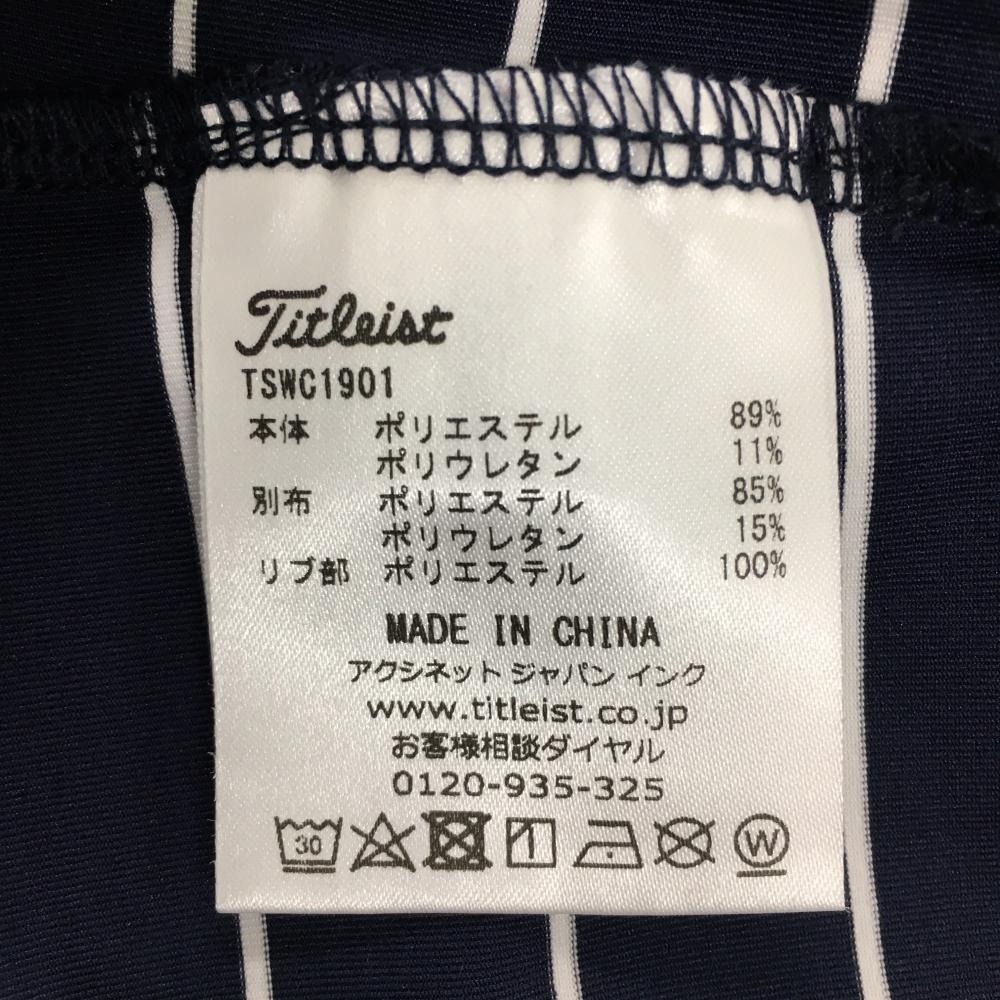 Titleist
TSWC1901
本体 ポリエステル 89%
ポリウレタン 11%
別布 ポリエステル 85%
ポリウレタン 15%
リブ部 ポリエステル 100%
MADE IN CHINA
アクシネット ジャパン インク
www.titleist.co.jp
お客様相談ダイヤル
0120-935-325
30 W